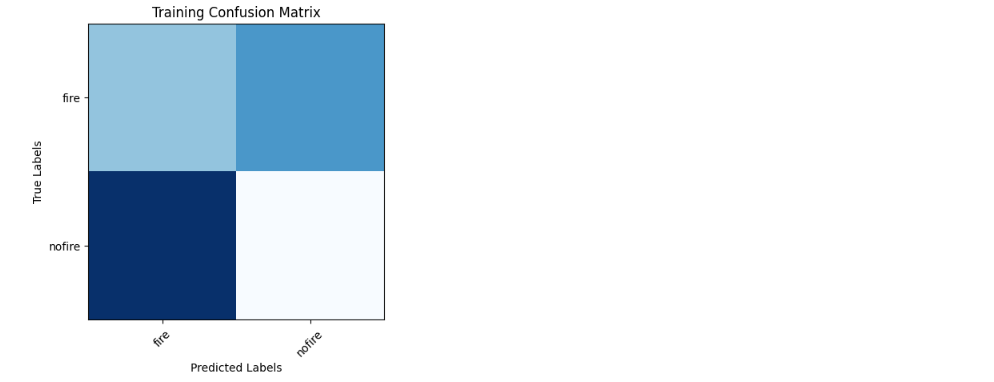 Training Confusion Matrix
fire
True Labels
nofire
fire
nofire
Predicted Labels